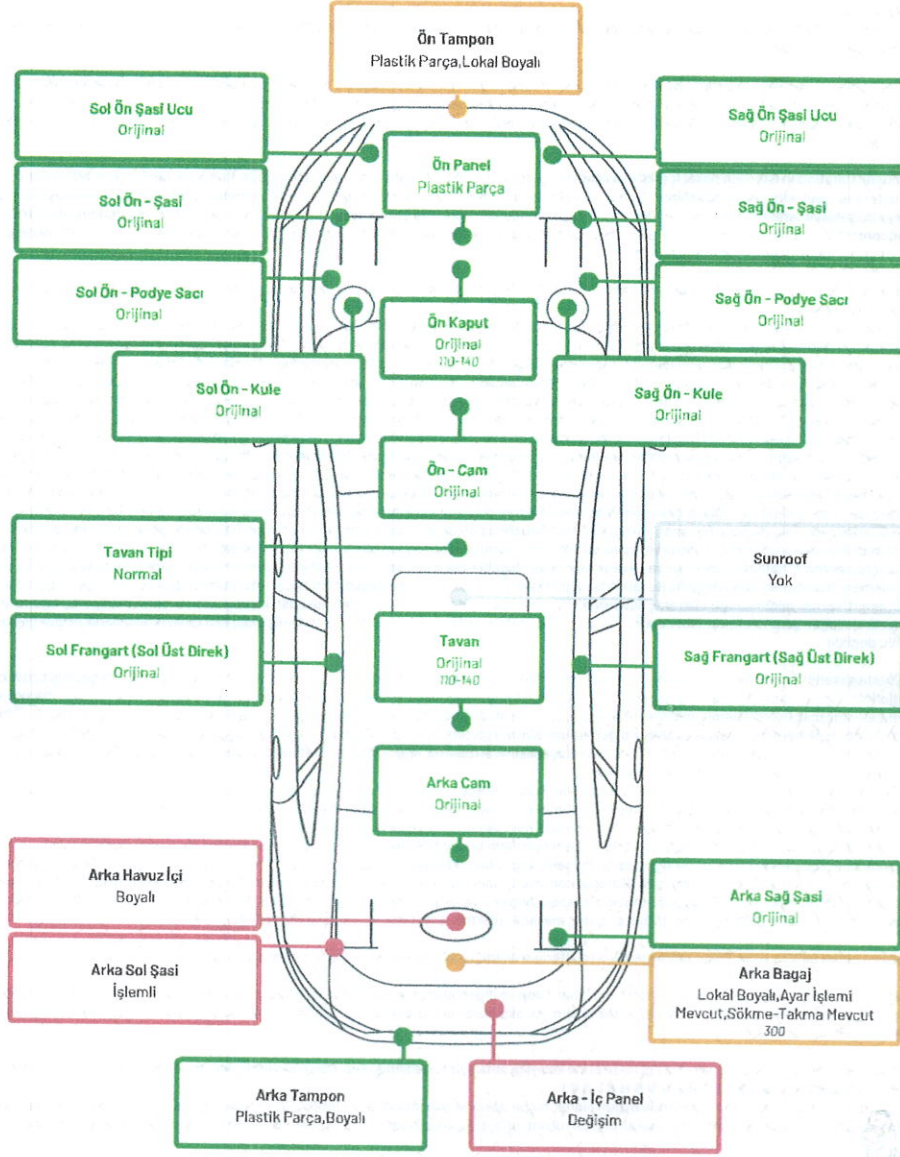 Ön Tampon
Plastik Parça,Lokal Boyalı
Sol Ön Şasi Ucu
Orijinal
Sağ Ön Şasi Ucu
Orijinal
Ön Panel
Plastik Parça
Sol Ön - Şasi
Orijinal
Sağ Ön - Şasi
Orijinal
Sol Ön - Podye Sacı
Orijinal
Sağ Ön - Podye Sacı
Orijinal
Ön Kaput
Orijinal
110-140
Sol Ön - Kule
Orijinal
Sağ Ön - Kule
Orijinal
Ön - Cam
Orijinal
Tavan Tipi
Normal
Sunroof
Yok
Sol Frangart (Sol Üst Direk)
Orijinal
Tavan
Orijinal
110-140
Sağ Frangart (Sağ Üst Direk)
Orijinal
Arka Cam
Orijinal
Arka Havuz İçi
Boyalı
Arka Sağ Şasi
Orijinal
Arka Sol Şasi
İşlemli
Arka Bagaj
Lokal Boyalı,Ayar İşlemi
Mevcut,Sökme-Takma Mevcut
300
Arka Tampon
Plastik Parça,Boyalı
Arka - İç Panel
Değişim